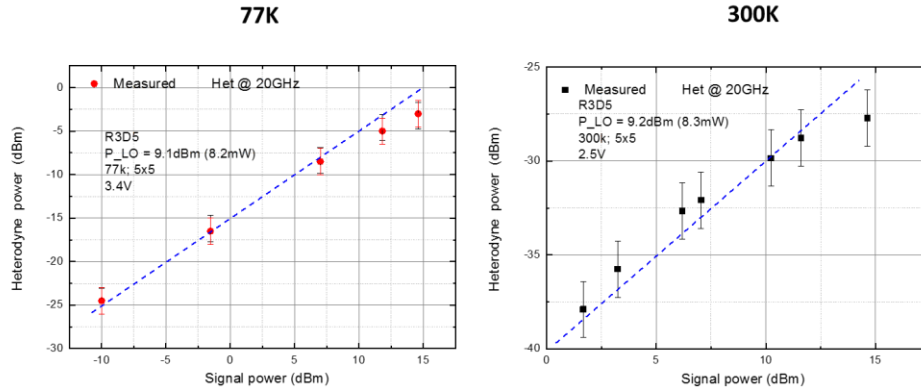 77K
300K
Measured Het @ 20GHz
R3D5
P_LO = 9.1dBm (8.2mW)
77k; 5x5
3.4V
Heterodyne power (dBm)
0
-5
-10
-15
-20
-25
-30
-10
-5
0
5
10
15
Signal power (dBm)
Measured Het @ 20GHz
R3D5
P_LO = 9.2dBm (8.3mW)
300k; 5x5
2.5V
Heterodyne power (dBm)
-25
-30
-35
-40
0
5
10
15
Signal power (dBm)